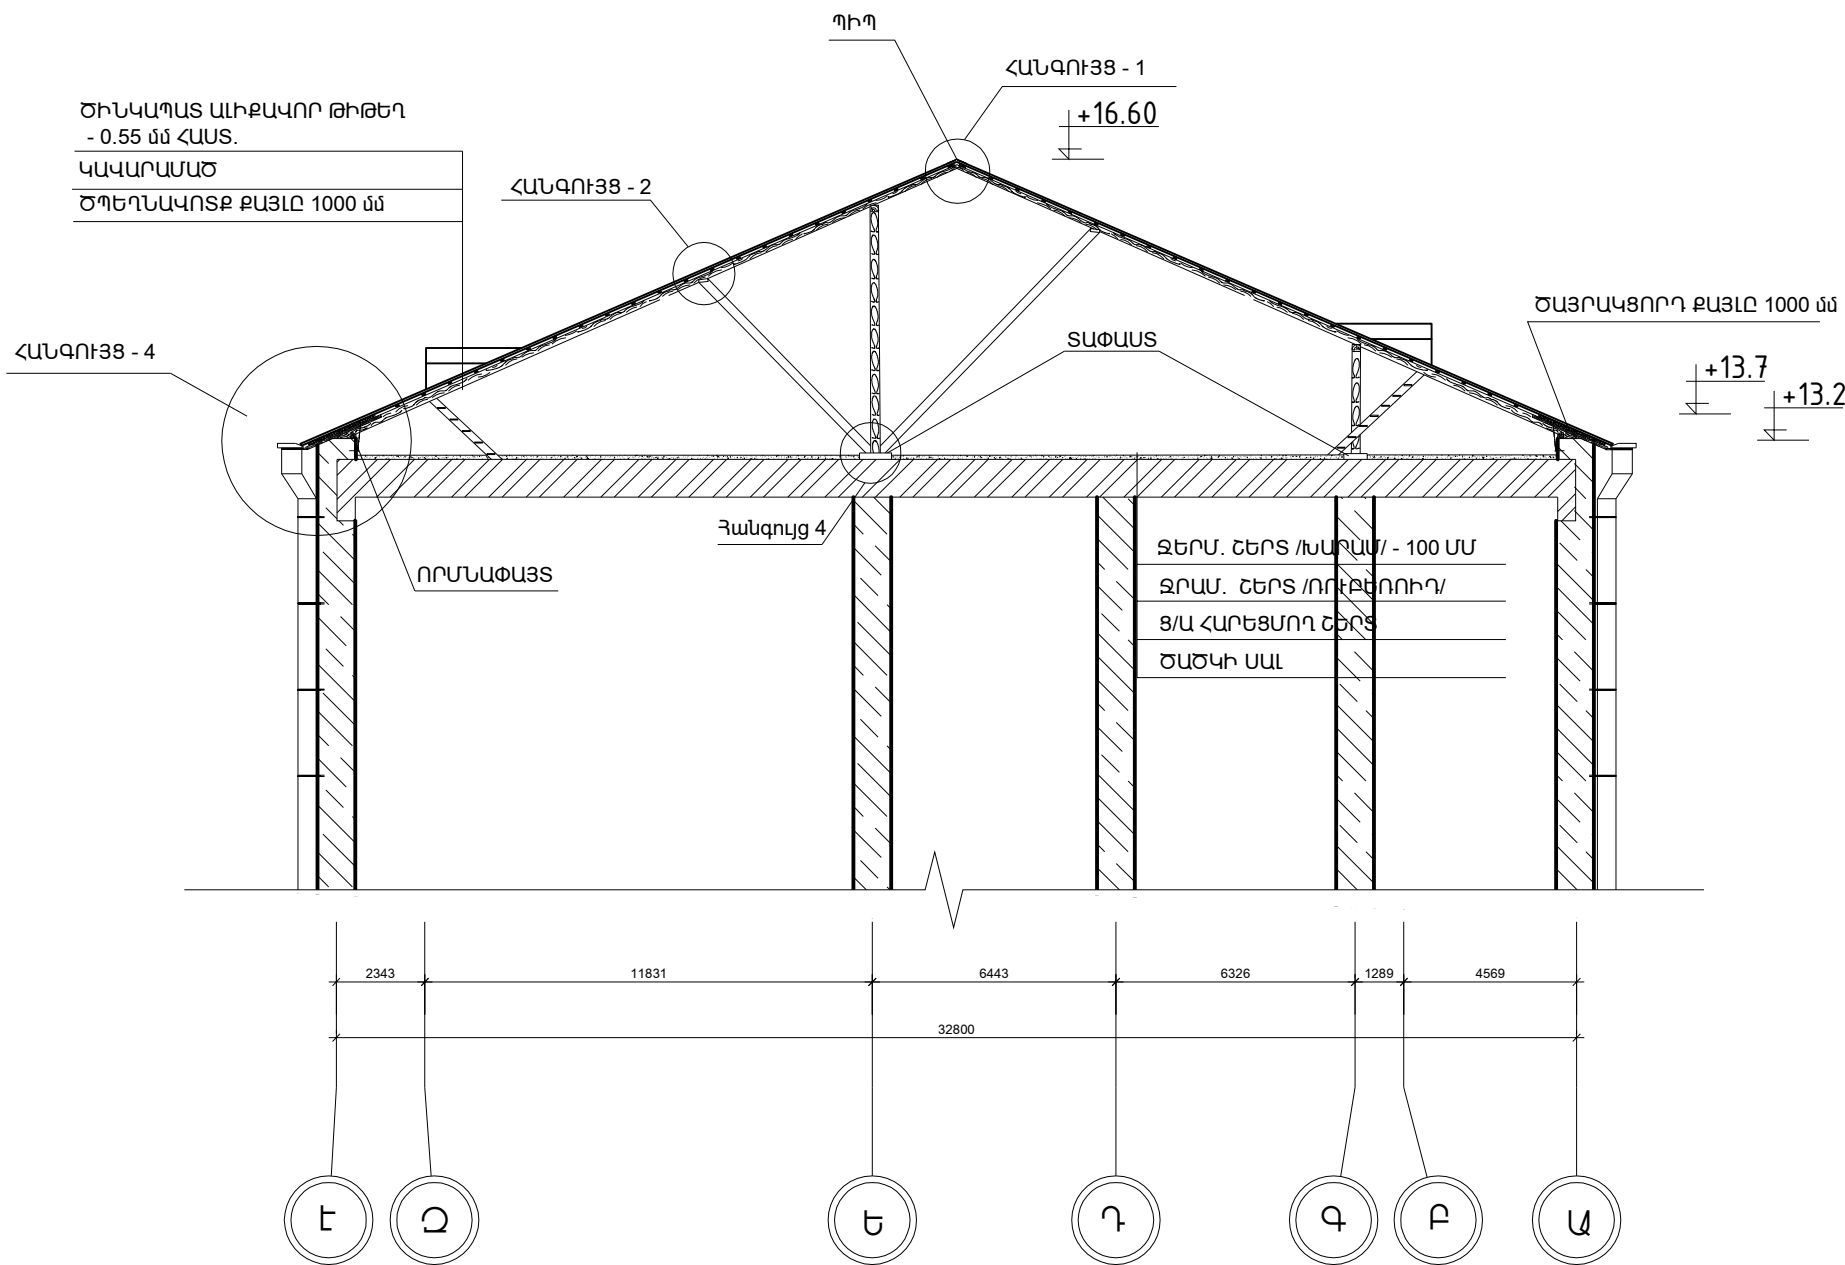 ՊԻՊ
ՀԱՆԳՈՒՅՑ - 1
+16.60
ԾԻՆԿԱՊԱՏ ԱԼԻՔԱՎՈՐ ԹԻԹԵՂ
- 0.55 մմ ՀԱՍՏ.
ԿԱՎԱՐԱՄԱԾ
ԾՊԵՂՆԱՎՈՏՔ ՔԱՅԼԸ 1000 մմ
ՀԱՆԳՈՒՅՑ - 2
ԾԱՅՐԱԿՑՈՐԴ ՔԱՅԼԸ 1000 մմ
ՏԱՓԱՍՏ
ՀԱՆԳՈՒՅՑ - 4
+13.7
+13.2
Հանգույց 4
ՈՐՄՆԱՓԱՅՏ
ՋԵՐՄ. ՇԵՐՏ /ԽԱՐԱՄ/ - 100 ՄՄ
ՋՐԱՄ. ՇԵՐՏ /ՌՈՒԲԵՌՈԻԴ/
Ց/Ա ՀԱՐԵՑՄՈՂ ՇԵՐՏ
ԾԱԾԿԻ ՍԱԼ
2343 11831 6443 6326 1289 4569
32800
Է Զ Ե Դ Գ Բ Ա